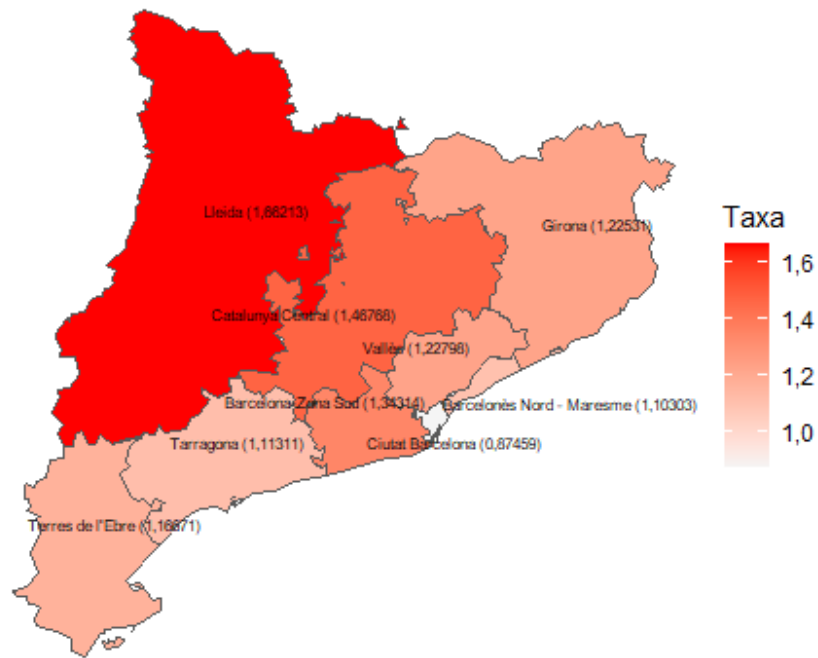 Lleida (1,66213)
Girona (1,22531)
Taxa
1,6
1,4
1,2
1,0
Catalunya Central (1,46766)
Vallès (1,22798)
Barcelona Zona Sud (1,34314)
Barcelonès Nord - Maresme (1,10303)
Tarragona (1,11311)
Ciutat Barcelona (0,87459)
Terres de l'Ebre (1,16671)